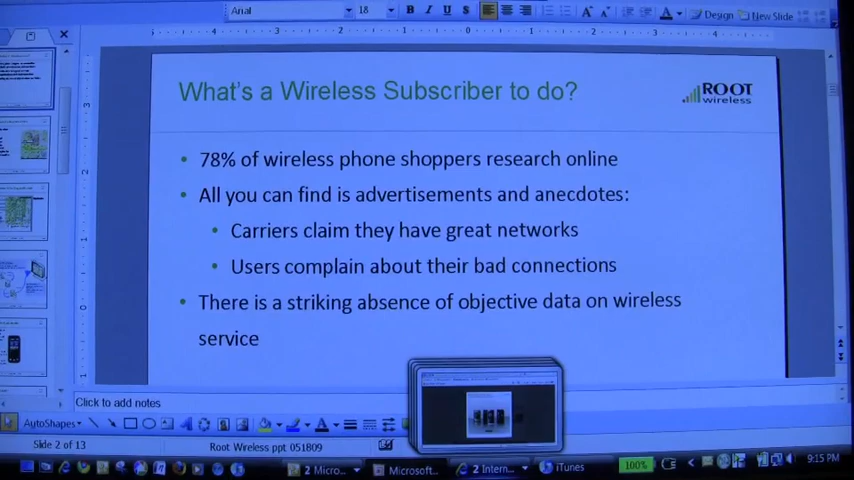 Arial
18
B I U S
Design
New Slide
What's a Wireless Subscriber to do?
ROOT
wireless
• 78% of wireless phone shoppers research online
• All you can find is advertisements and anecdotes:
• Carriers claim they have great networks
• Users complain about their bad connections
• There is a striking absence of objective data on wireless
service
Click to add notes
AutoShapes
Slide 2 of 13
Root Wireless ppt 051809
2 Micro...
Microsoft...
2 Intern...
iTunes
100%
9:15 PM